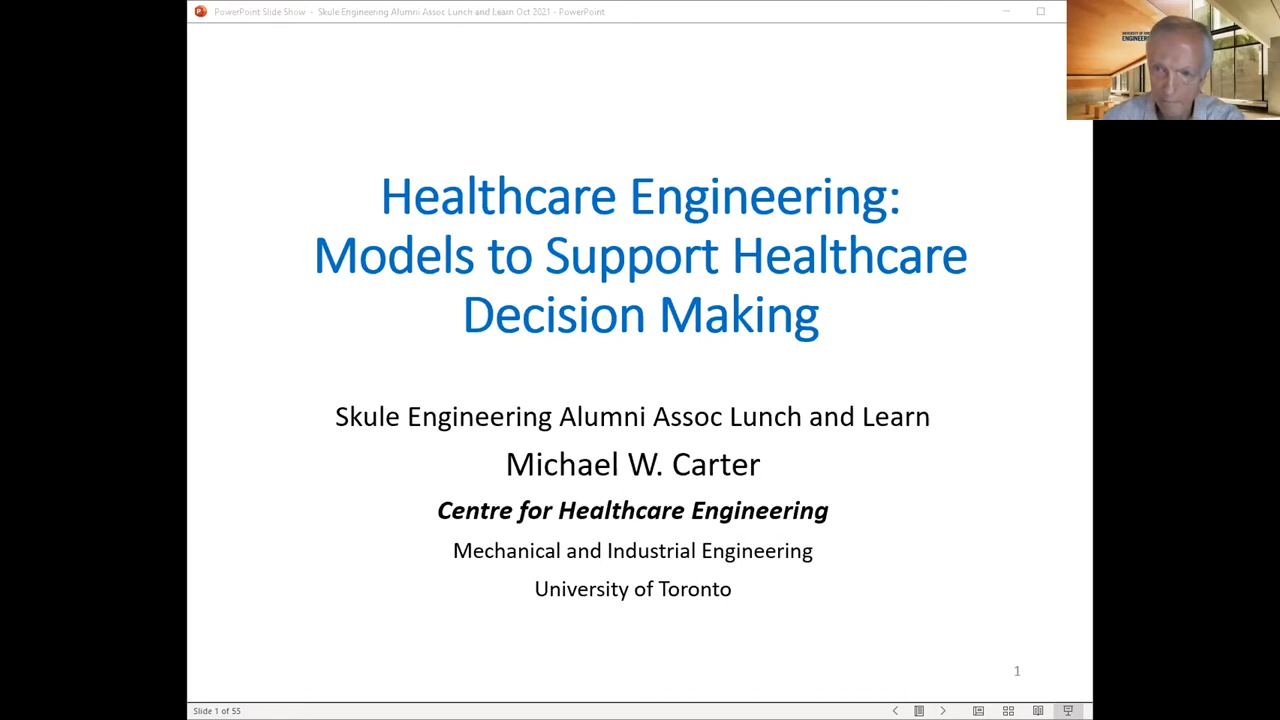 PowerPoint Slide Show - Skule Engineering Alumni Assoc Lunch and Learn Oct 2021 - PowerPoint
Healthcare Engineering:
Models to Support Healthcare
Decision Making
Skule Engineering Alumni Assoc Lunch and Learn
Michael W. Carter
Centre for Healthcare Engineering
Mechanical and Industrial Engineering
University of Toronto
1
Slide 1 of 55